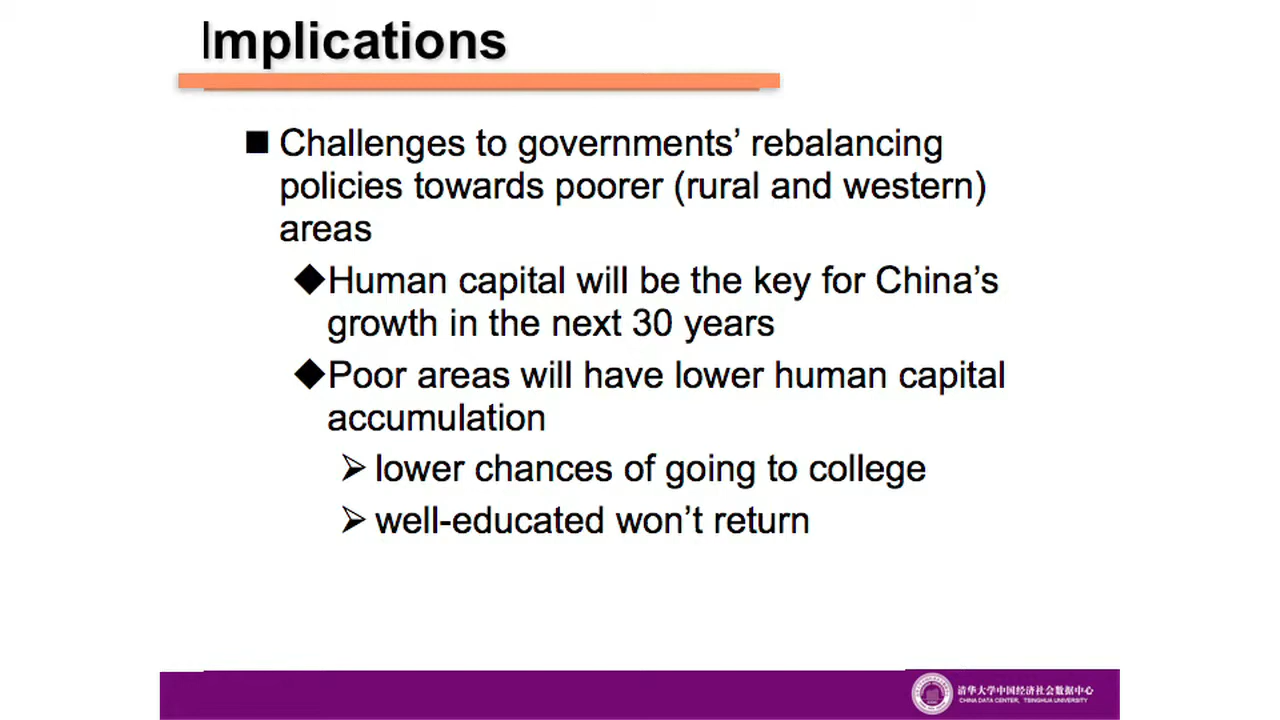 Implications
■ Challenges to governments’ rebalancing
policies towards poorer (rural and western)
areas
◆Human capital will be the key for China’s
growth in the next 30 years
◆Poor areas will have lower human capital
accumulation
➢ lower chances of going to college
➢ well-educated won’t return
清华大学中国经济社会数据中心
CHINA DATA CENTER, TSINGHUA UNIVERSITY